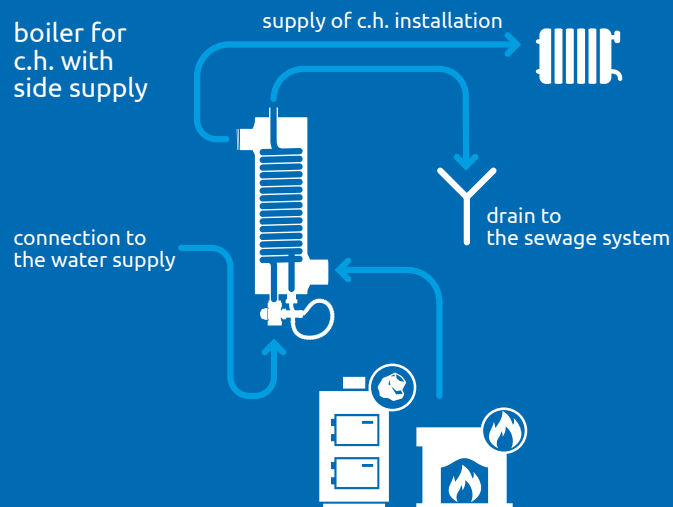 boiler for
c.h. with
side supply
supply of c.h. installation
connection to
the water supply
drain to
the sewage system